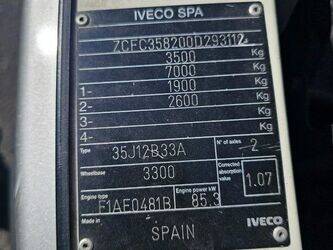 IVECO SPA
ZCFC358200D293112
3500 Kg
7000 Kg
1- 1900 Kg
2- 2600 Kg
3- Kg
4- Kg
Type 35J12B33A N° of axles 2
Wheelbase 3300 Corrected absorption value 1.07
Engine type F1AE0481B Engine power kW 85.3
Made in SPAIN IVECO